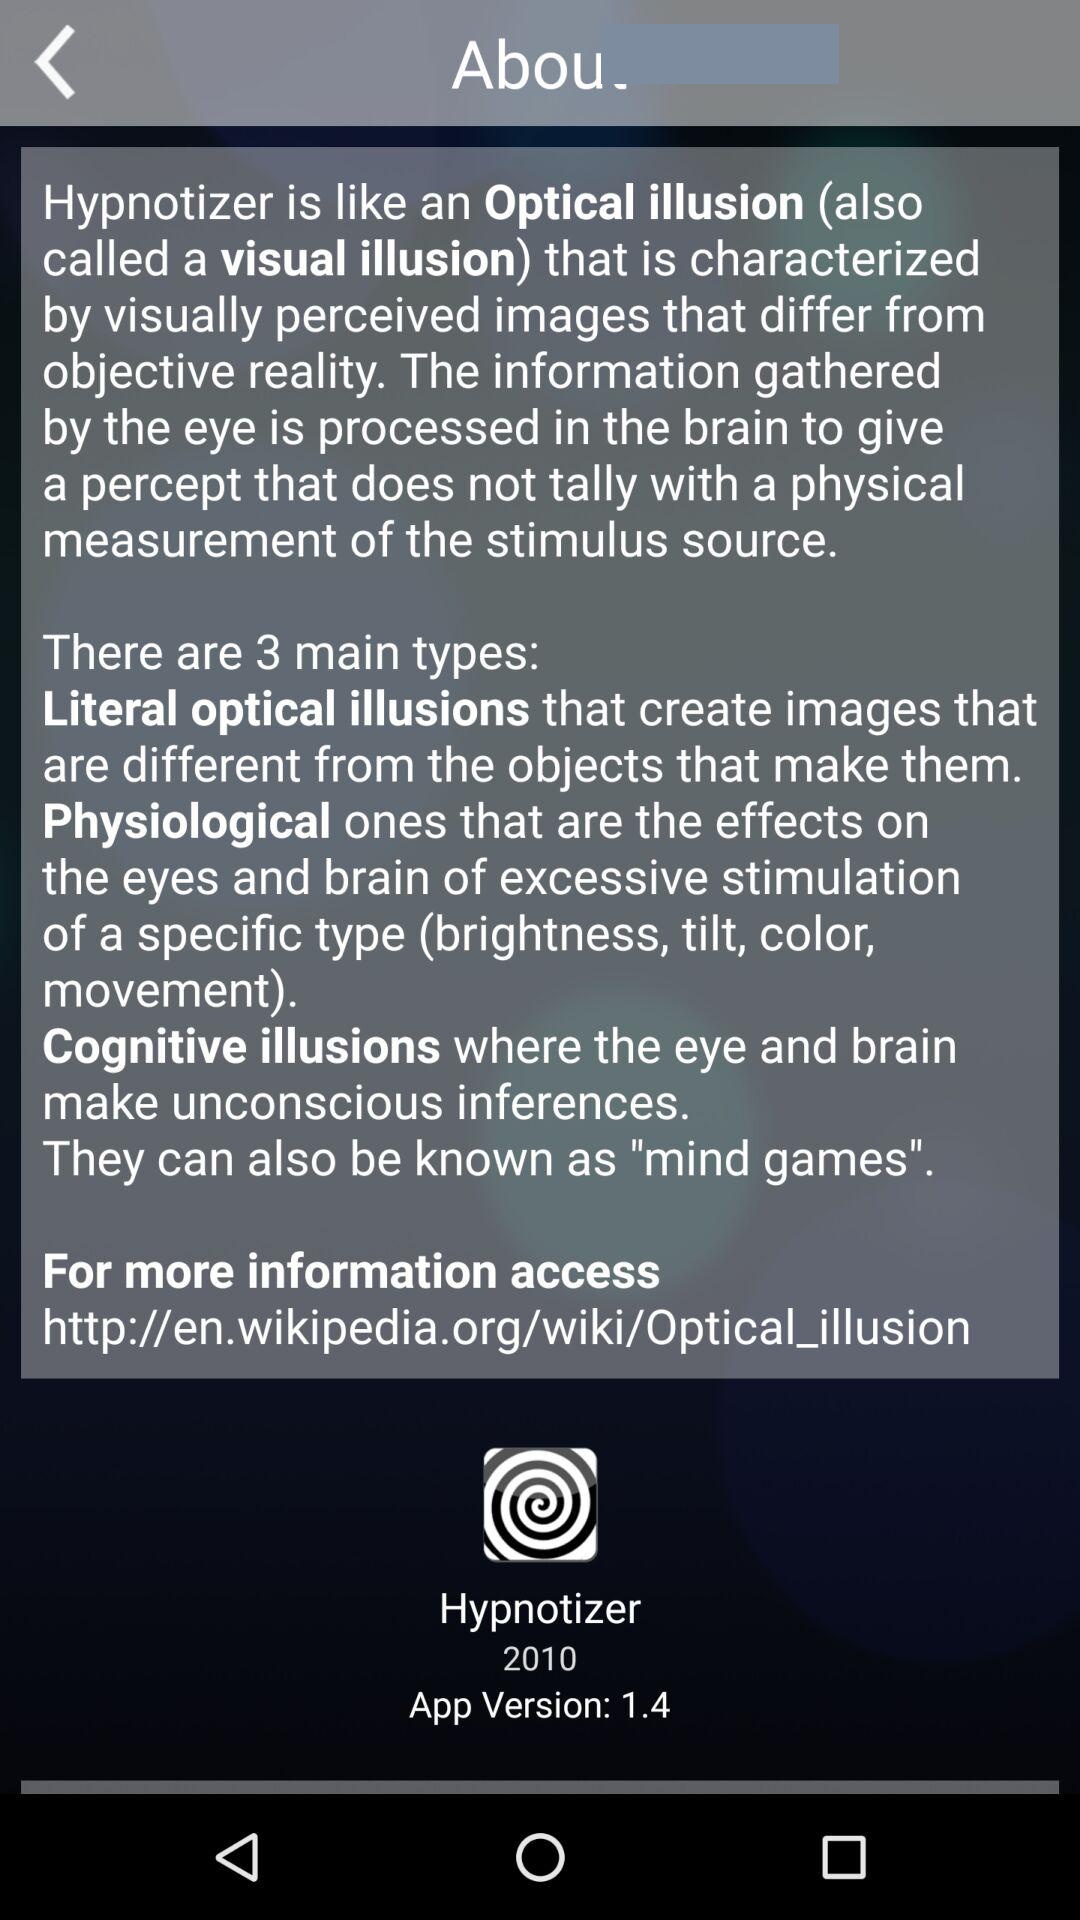 About
Hypnotizer is like an Optical illusion (also
called a visual illusion) that is characterized
by visually perceived images that differ from
objective reality. The information gathered
by the eye is processed in the brain to give
a percept that does not tally with a physical
measurement of the stimulus source.
There are 3 main types:
Literal optical illusions that create images that
are different from the objects that make them.
Physiological ones that are the effects on
the eyes and brain of excessive stimulation
of a specific type (brightness, tilt, color,
movement).
Cognitive illusions where the eye and brain
make unconscious inferences.
They can also be known as "mind games".
For more information access
http://en.wikipedia.org/wiki/Optical_illusion
Hypnotizer
2010
App Version: 1.4